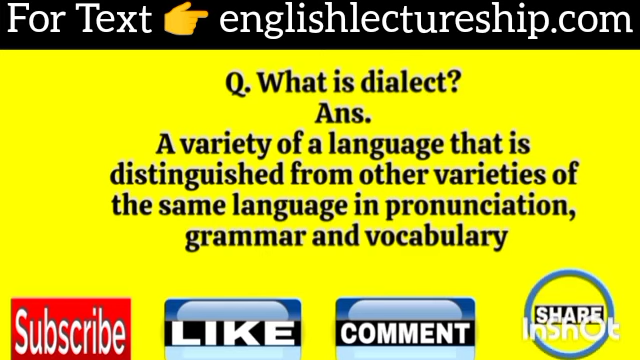 For Text 👉 englishlectureship.com
Q. What is dialect?
Ans.
A variety of a language that is
distinguished from other varieties of
the same language in pronunciation,
grammar and vocabulary
Subscribe
LIKE
COMMENT
SHARE
InShOt